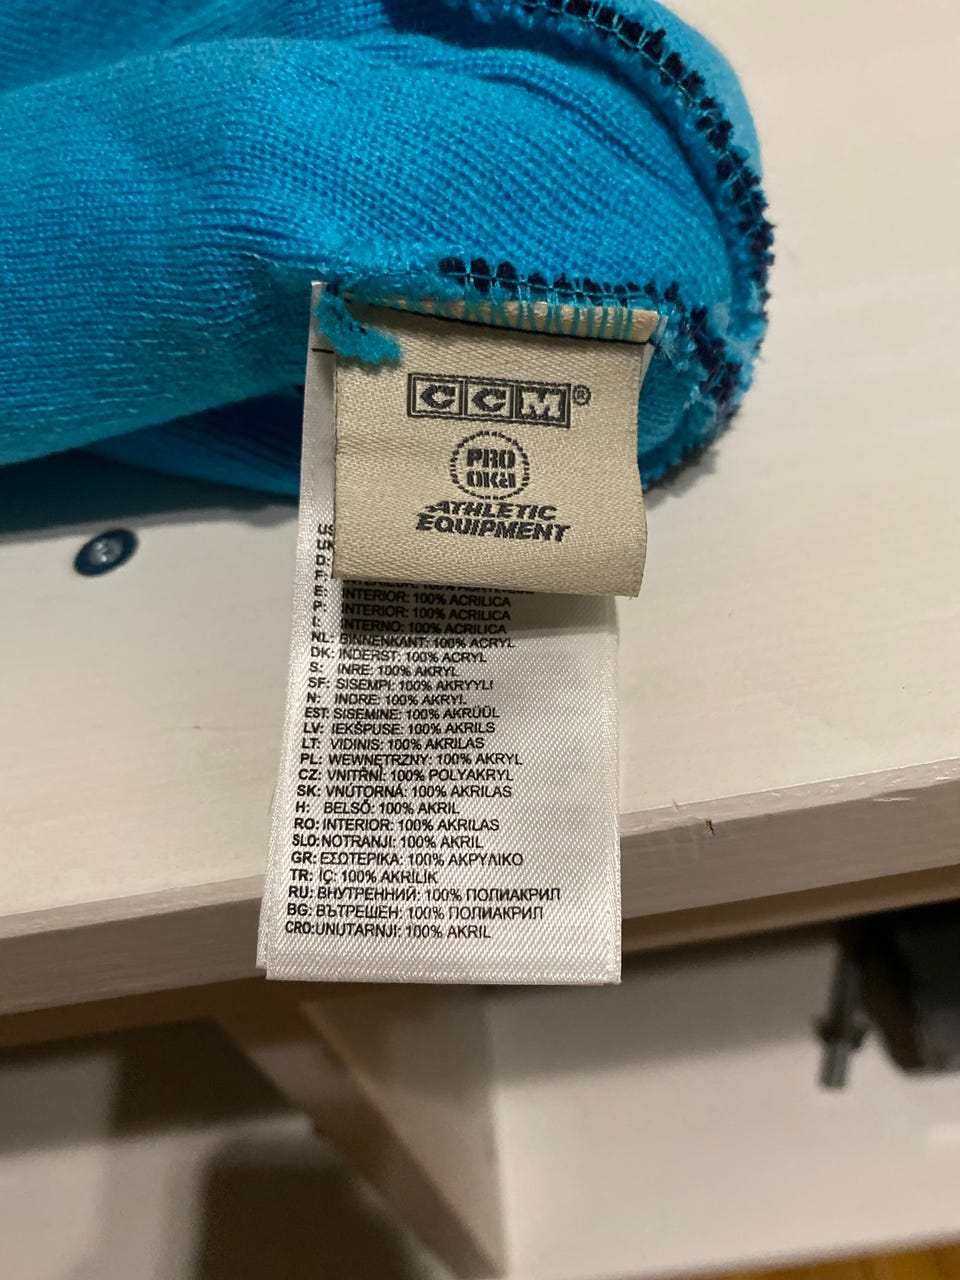 CCM®
PRO
OKA
ATHLETIC
EQUIPMENT
INTERIOR: 100% ACRILICA
INTERIOR: 100% ACRILICA
INTERNO: 100% ACRILICA
NL: BINNENKANT: 100% ACRYL
DK: INDERST: 100% ACRYL
S: INRE: 100% AKRYL
SF: SISEMPI: 100% AKRYYLI
N: INDRE: 100% AKRYL
EST: SISEMINE: 100% AKRÜÜL
LV: IEKŠPUSE: 100% AKRILS
LT: VIDINIS: 100% AKRILAS
PL: WEWNĘTRZNY: 100% AKRYL
CZ: VNITŘNÍ: 100% POLYAKRYL
SK: VNÚTORNÁ: 100% AKRILAS
H: BELSŐ: 100% AKRIL
RO: INTERIOR: 100% AKRILAS
SLO: NOTRANJI: 100% AKRIL
GR: ΕΣΩΤΕΡΙΚΑ: 100% ΑΚΡΥΛΙΚΟ
TR: IÇ: 100% AKRILIK
RU: ВНУТРЕННИЙ: 100% ПОЛИАКРИЛ
BG: ВЪТРЕШЕН: 100% ПОЛИАКРИЛ
CRO: UNUTARNJI: 100% AKRIL